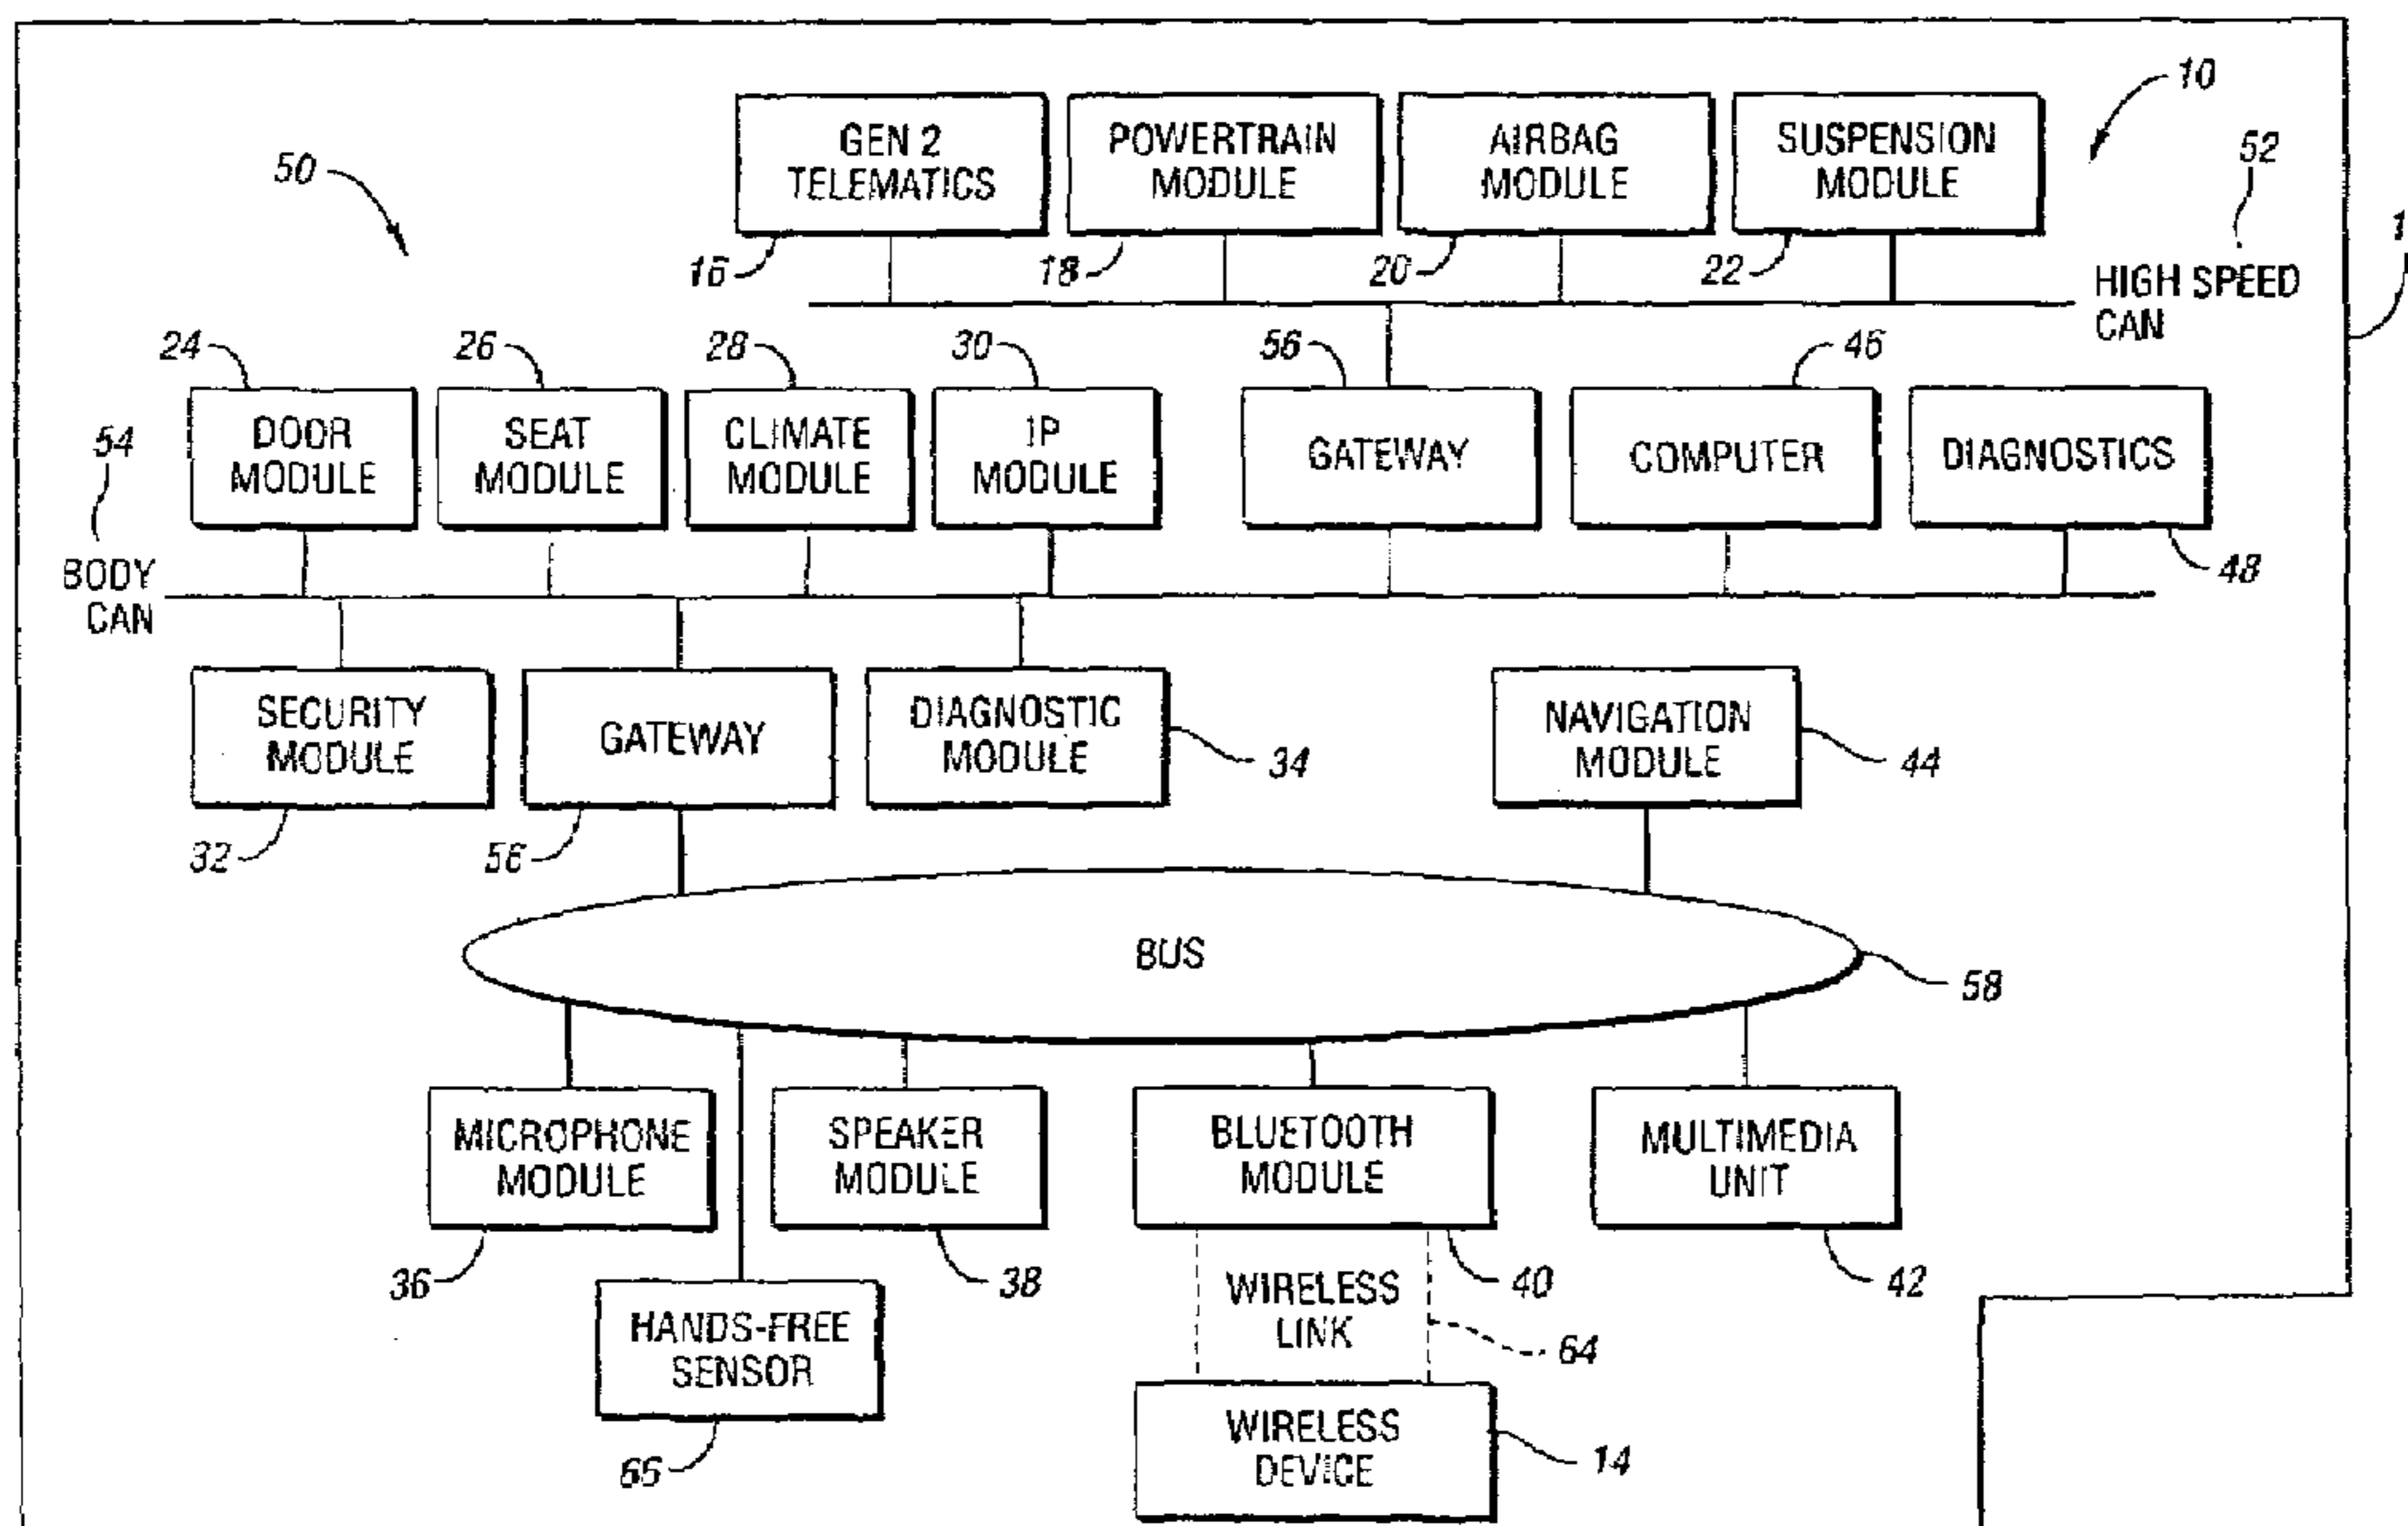 10
GEN 2
TELEMATICS
POWERTRAIN
MODULE
AIRBAG
MODULE
SUSPENSION
MODULE
50
52
1
16
18
20
22
HIGH SPEED
CAN
24
26
28
30
56
46
54
DOOR
MODULE
SEAT
MODULE
CLIMATE
MODULE
IP
MODULE
GATEWAY
COMPUTER
DIAGNOSTICS
48
BODY
CAN
SECURITY
MODULE
GATEWAY
DIAGNOSTIC
MODULE
34
NAVIGATION
MODULE
44
32
56
BUS
58
MICROPHONE
MODULE
SPEAKER
MODULE
BLUETOOTH
MODULE
MULTIMEDIA
UNIT
36
38
40
42
HANDS-FREE
SENSOR
WIRELESS
LINK
64
66
WIRELESS
DEVICE
14